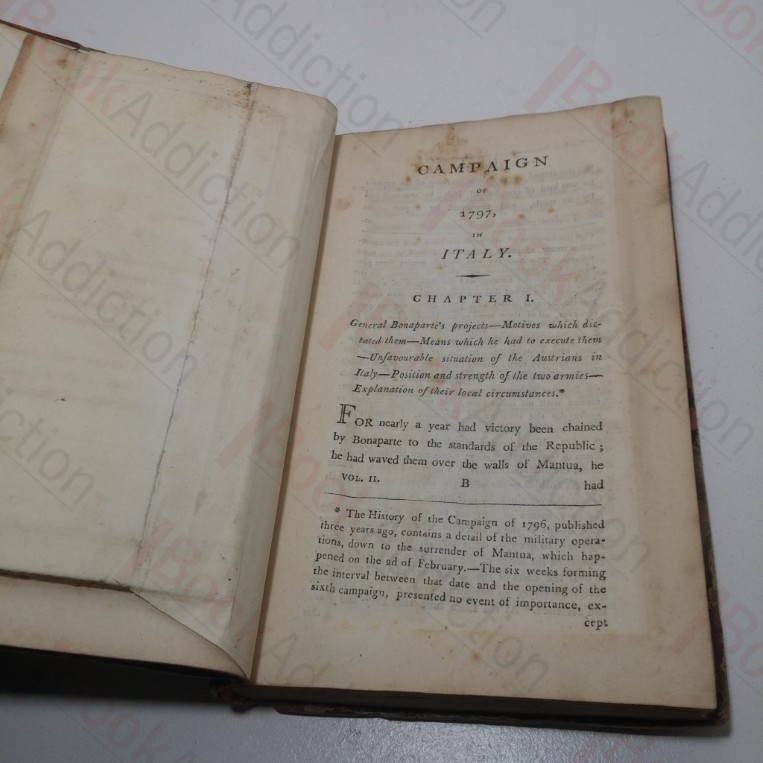 CAMPAIGN
OF
1797,
IN
ITALY.
CHAPTER I.
General Bonaparte's projects—Motives which dic-
tated them—Means which he had to execute them
—Unfavourable situation of the Austrians in
Italy—Position and strength of the two armies—
Explanation of their local circumstances.*
FOR nearly a year had victory been chained
by Bonaparte to the standards of the Republic;
he had waved them over the walls of Mantua, he
VOL. II. B had
* The History of the Campaign of 1796, published
three years ago, contains a detail of the military opera-
tions, down to the surrender of Mantua, which hap-
pened on the 2d of February.—The six weeks forming
the interval between that date and the opening of the
sixth campaign, presented no event of importance, ex-
cept
BookAddiction